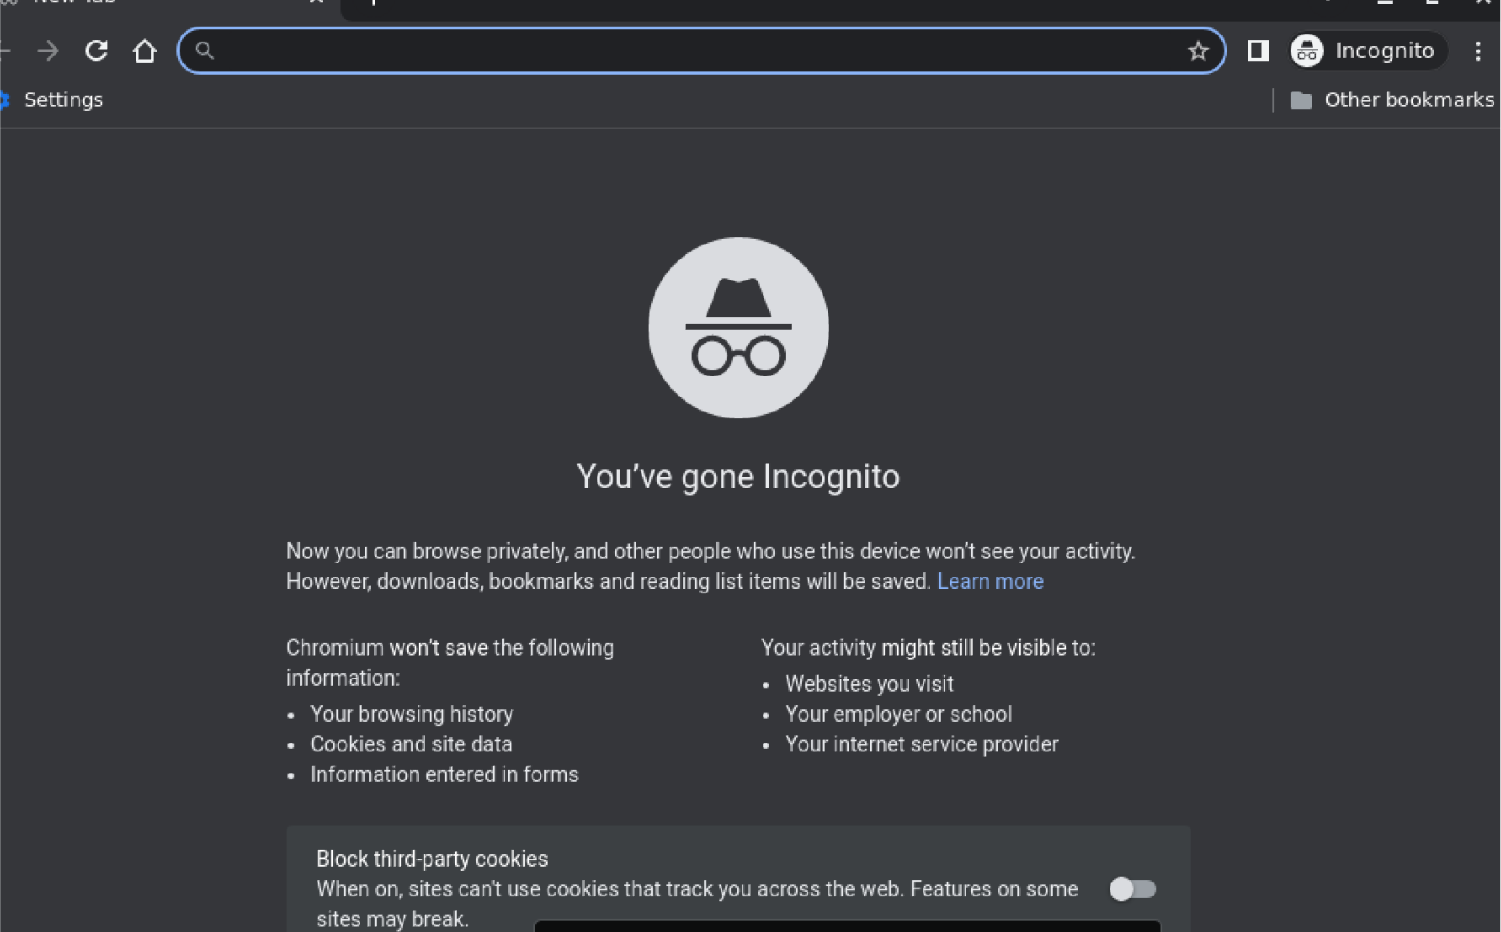 New Tab
Incognito
Settings
Other bookmarks
You've gone Incognito
Now you can browse privately, and other people who use this device won't see your activity.
However, downloads, bookmarks and reading list items will be saved. Learn more
Chromium won't save the following
information:
• Your browsing history
• Cookies and site data
• Information entered in forms
Your activity might still be visible to:
• Websites you visit
• Your employer or school
• Your internet service provider
Block third-party cookies
When on, sites can't use cookies that track you across the web. Features on some
sites may break.